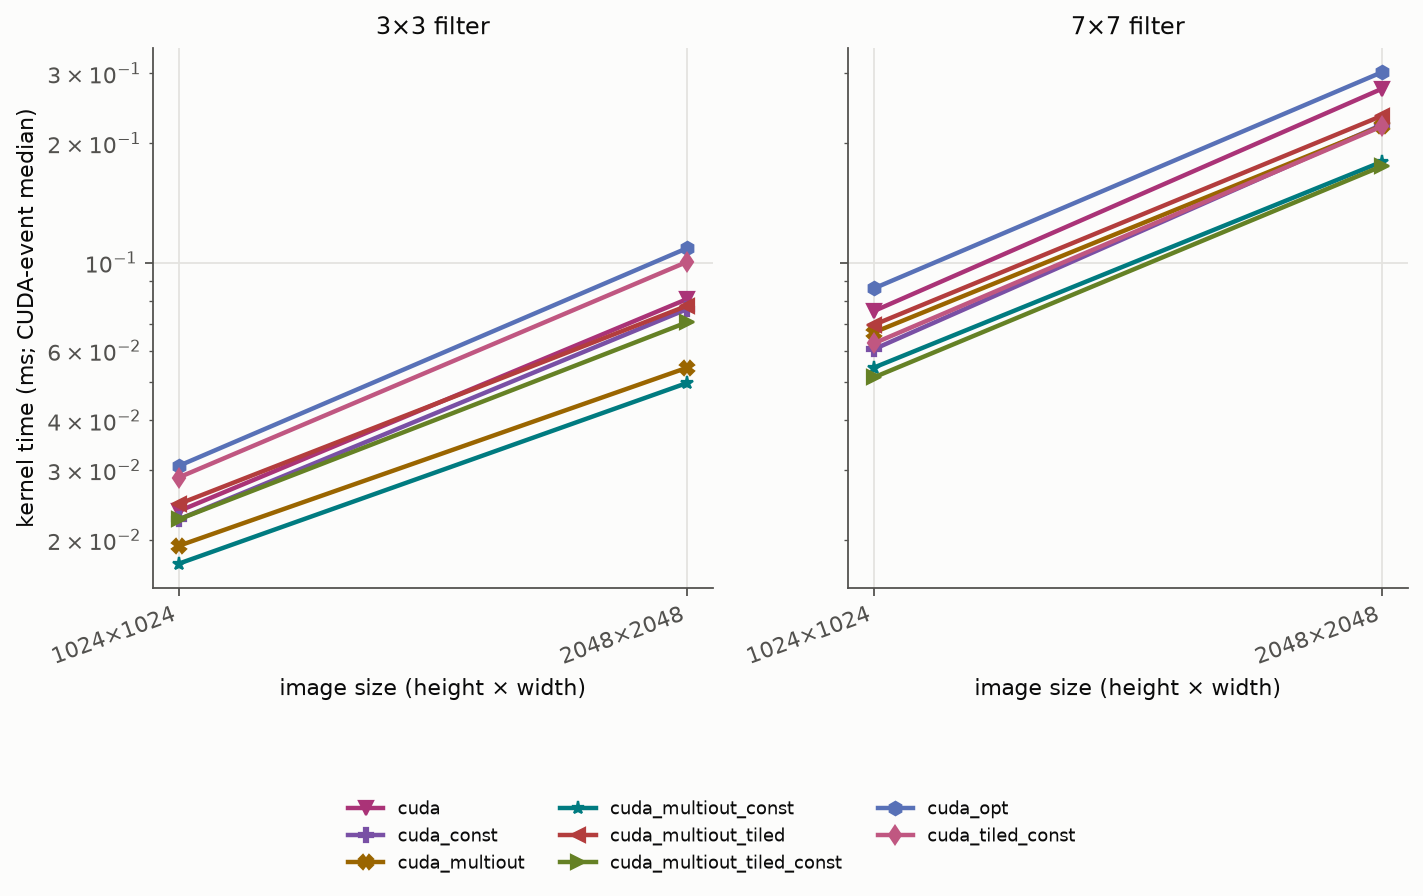 3×3 filter
7×7 filter
kernel time (ms; CUDA-event median)
3 × 10⁻¹
2 × 10⁻¹
10⁻¹
6 × 10⁻²
4 × 10⁻²
3 × 10⁻²
2 × 10⁻²
1024×1024
2048×2048
1024×1024
2048×2048
image size (height × width)
image size (height × width)
cuda
cuda_const
cuda_multiout
cuda_multiout_const
cuda_multiout_tiled
cuda_multiout_tiled_const
cuda_opt
cuda_tiled_const